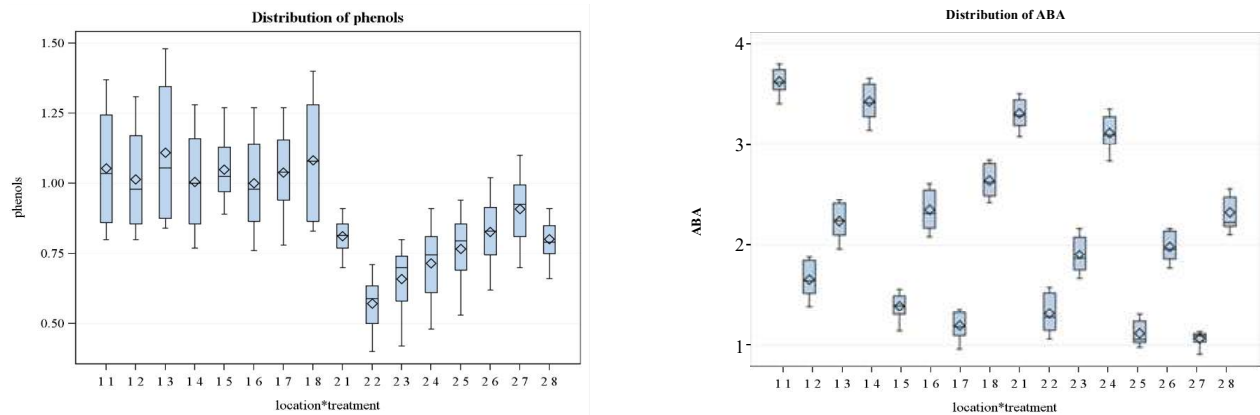 Distribution of phenols
1.50
1.25
1.00
0.75
0.50
phenols
1 1 1 2 1 3 1 4 1 5 1 6 1 7 1 8 2 1 2 2 2 3 2 4 2 5 2 6 2 7 2 8
location*treatment
Distribution of ABA
4
3
2
1
ABA
1 1 1 2 1 3 1 4 1 5 1 6 1 7 1 8 2 1 2 2 2 3 2 4 2 5 2 6 2 7 2 8
location*treatment